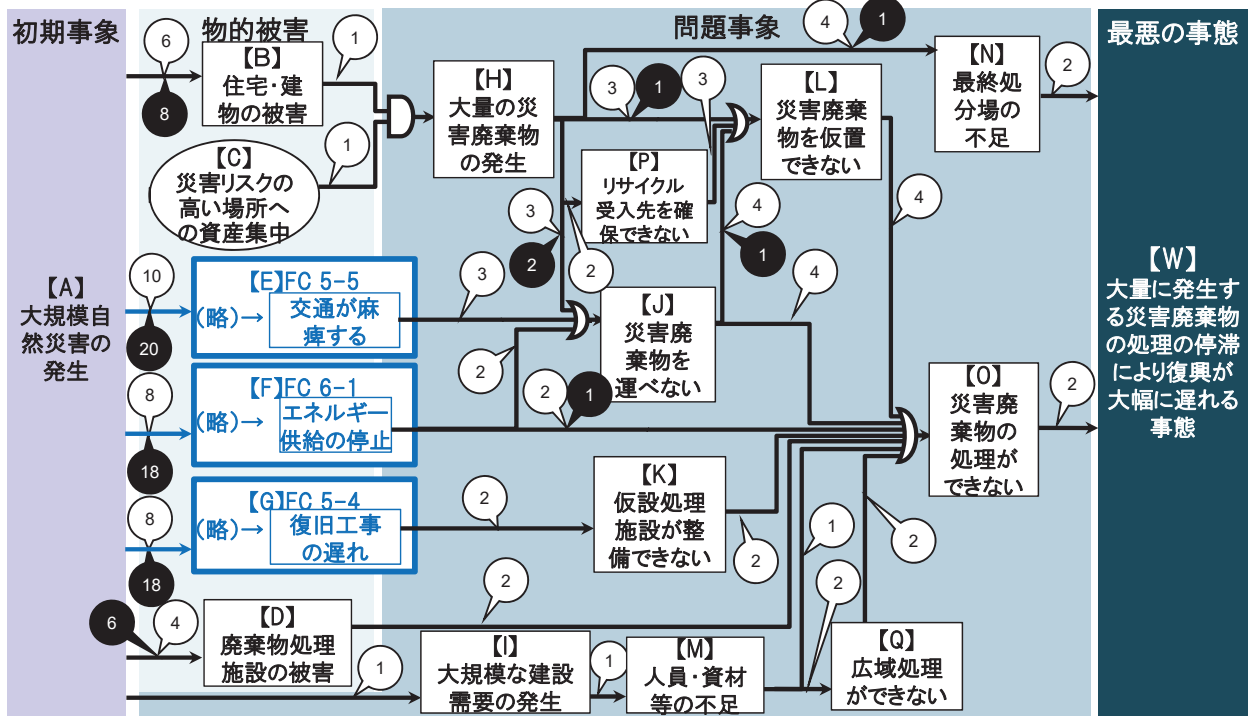 初期事象
物的被害
問題事象
最悪の事態
【A】
大規模自
然災害の
発生
6
8
【B】
住宅・建
物の被害
1
【C】
災害リスクの
高い場所へ
の資産集中
1
【H】
大量の災
害廃棄物
の発生
4
1
【N】
最終処
分場の
不足
2
3
1
3
【L】
災害廃棄
物を仮置
できない
4
【P】
リサイクル
受入先を確
保できない
3
2
2
4
1
10
20
【E】FC 5-5
(略)→
交通が麻
痺する
3
【J】
災害廃
棄物を
運べない
4
8
18
【F】FC 6-1
(略)→
エネルギー
供給の停止
2
2
1
【O】
災害廃
棄物の
処理が
できない
2
8
18
【G】FC 5-4
(略)→
復旧工事
の遅れ
2
【K】
仮設処理
施設が整
備できない
2
1
2
6
4
【D】
廃棄物処理
施設の被害
2
1
【I】
大規模な建設
需要の発生
1
【M】
人員・資材
等の不足
2
【Q】
広域処理
ができない
【W】
大量に発生す
る災害廃棄物
の処理の停滞
により復興が
大幅に遅れる
事態